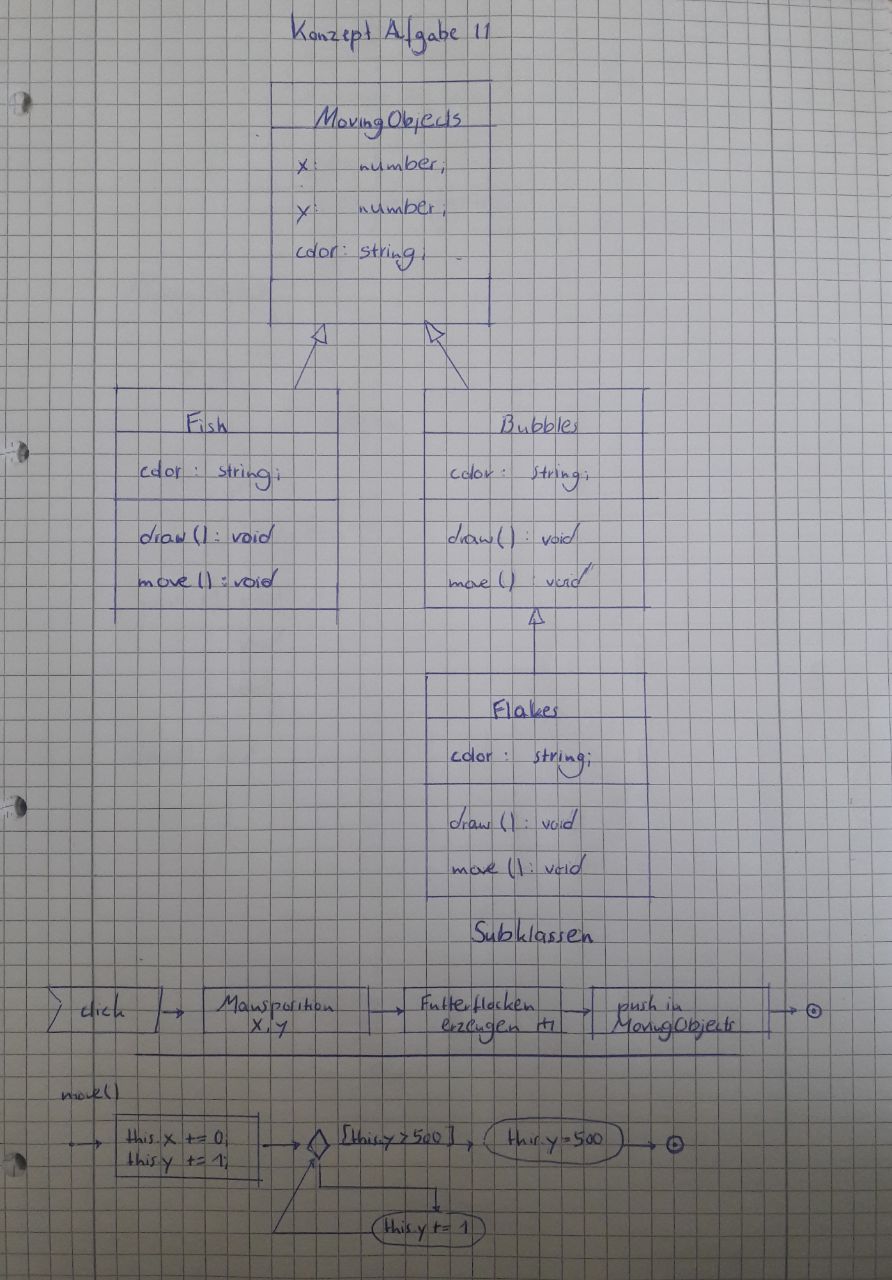 Konzept Afgabe 11
MovingObjects
x: number;
y: number;
color: string;
Fish
color: string;
draw(): void
move(): void
Bubbles
color: string;
draw(): void
move(): void
Flakes
color: string;
draw(): void
move(): void
Subklassen
click
Mausposition
x, y
Futterflocken
erzeugen
push in
MovingObjects
move()
this.x += 0;
this.y += 1;
[this.y > 500]
this.y = 500
this.y += 1